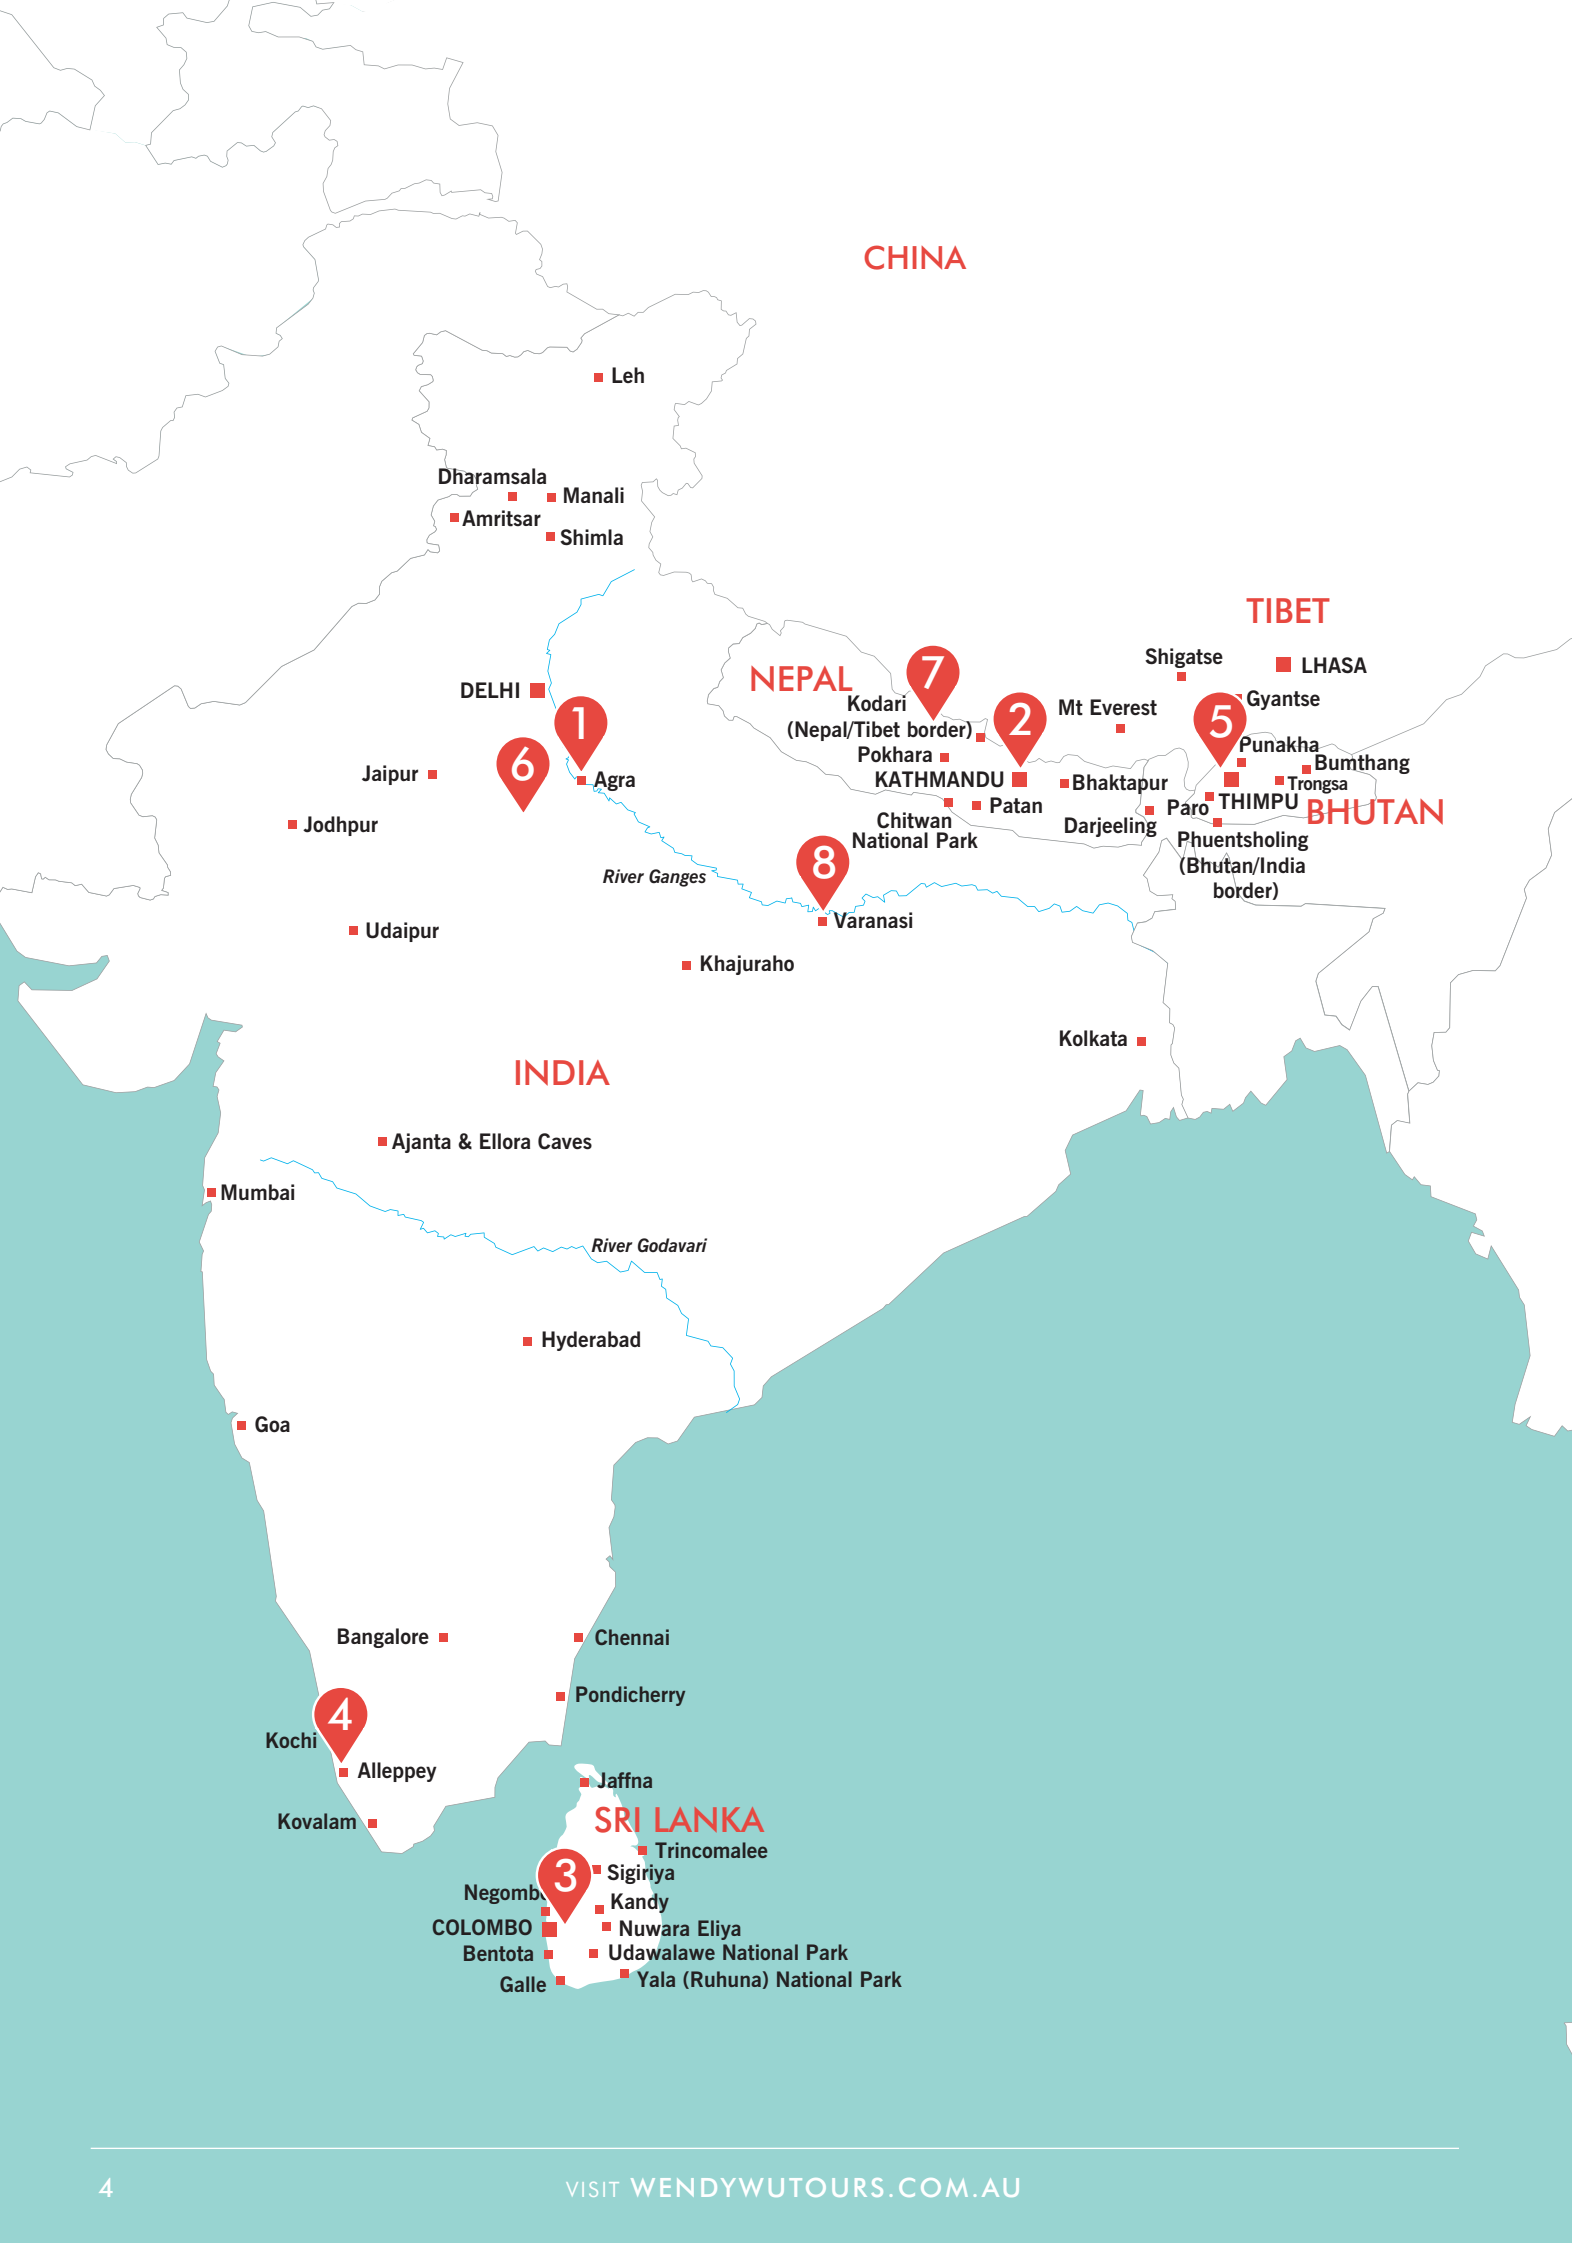 CHINA
Leh
Dharamsala
Manali
Amritsar
Shimla
TIBET
Shigatse
LHASA
NEPAL
7
DELHI
Kodari
(Nepal/Tibet border)
Mt Everest
Gyantse
1
2
5
Punakha
Pokhara
Bumthang
6
Jaipur
Agra
KATHMANDU
Bhaktapur
Trongsa
Patan
Paro
THIMPU
BHUTAN
Jodhpur
Chitwan
National Park
Darjeeling
Phuentsholing
(Bhutan/India
border)
8
River Ganges
Varanasi
Udaipur
Khajuraho
Kolkata
INDIA
Ajanta & Ellora Caves
Mumbai
River Godavari
Hyderabad
Goa
Bangalore
Chennai
Pondicherry
4
Kochi
Alleppey
Jaffna
Kovalam
SRI LANKA
Trincomalee
3
Sigiriya
Negombo
Kandy
COLOMBO
Nuwara Eliya
Bentota
Udawalawe National Park
Galle
Yala (Ruhuna) National Park
4
VISIT WENDYWUTOURS.COM.AU